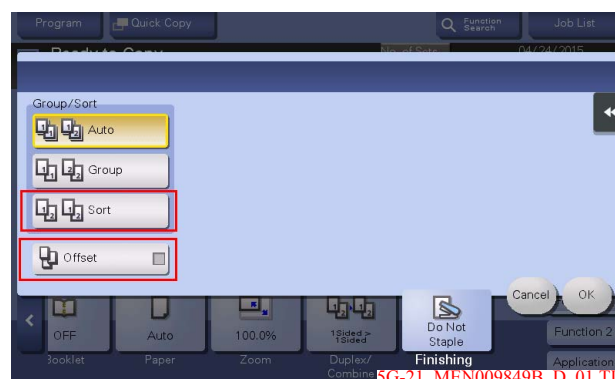 Program
Quick Copy
Function Search
Job List
Ready to Copy
No. of Sets
04/24/2015
Group/Sort
Auto
Group
Sort
Offset
Cancel
OK
OFF
Auto
100.0%
1Sided >
1Sided
Do Not
Staple
Function 2
Booklet
Paper
Zoom
Duplex/
Combine
Finishing
Application